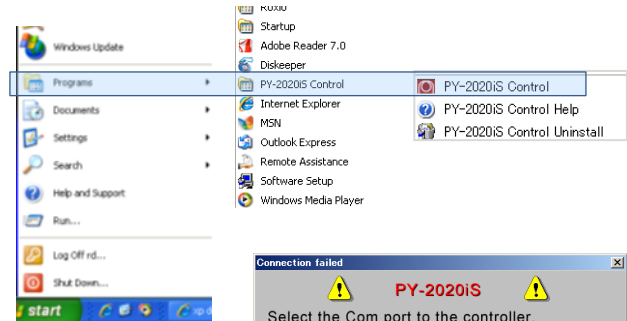 Windows Update
Programs
Documents
Settings
Search
Help and Support
Run...
Log Off rd...
Shut Down...
start
xp d
Roxio
Startup
Adobe Reader 7.0
Diskeeper
PY-2020iS Control
Internet Explorer
MSN
Outlook Express
Remote Assistance
Software Setup
Windows Media Player
PY-2020iS Control
PY-2020iS Control Help
PY-2020iS Control Uninstall
Connection failed
PY-2020iS
Select the Com port to the controller.